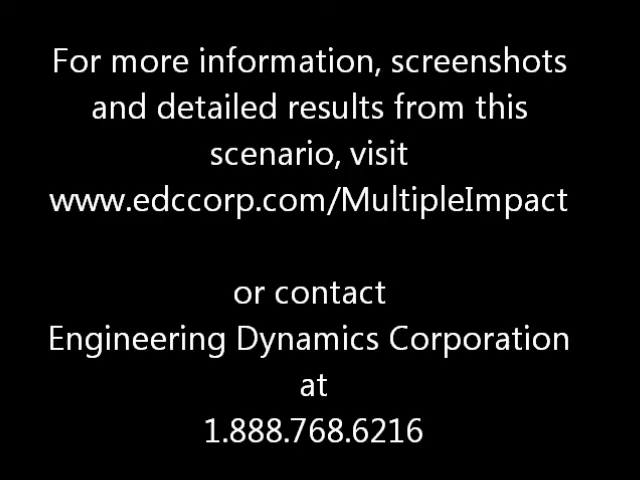 For more information, screenshots
and detailed results from this
scenario, visit
www.edccorp.com/MultipleImpact
or contact
Engineering Dynamics Corporation
at
1.888.768.6216